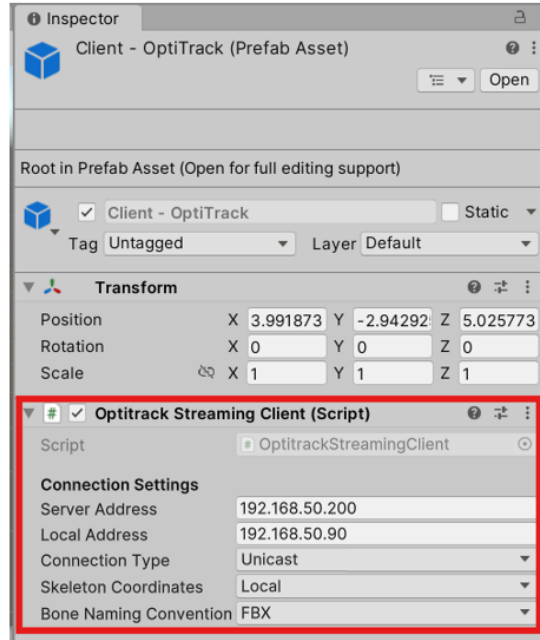 Inspector
Client - OptiTrack (Prefab Asset)
Open
Root in Prefab Asset (Open for full editing support)
Client - OptiTrack Static
Tag Untagged Layer Default
Transform
Position X 3.991873 Y -2.94292 Z 5.025773
Rotation X 0 Y 0 Z 0
Scale X 1 Y 1 Z 1
# Optitrack Streaming Client (Script)
Script # OptitrackStreamingClient
Connection Settings
Server Address 192.168.50.200
Local Address 192.168.50.90
Connection Type Unicast
Skeleton Coordinates Local
Bone Naming Convention FBX